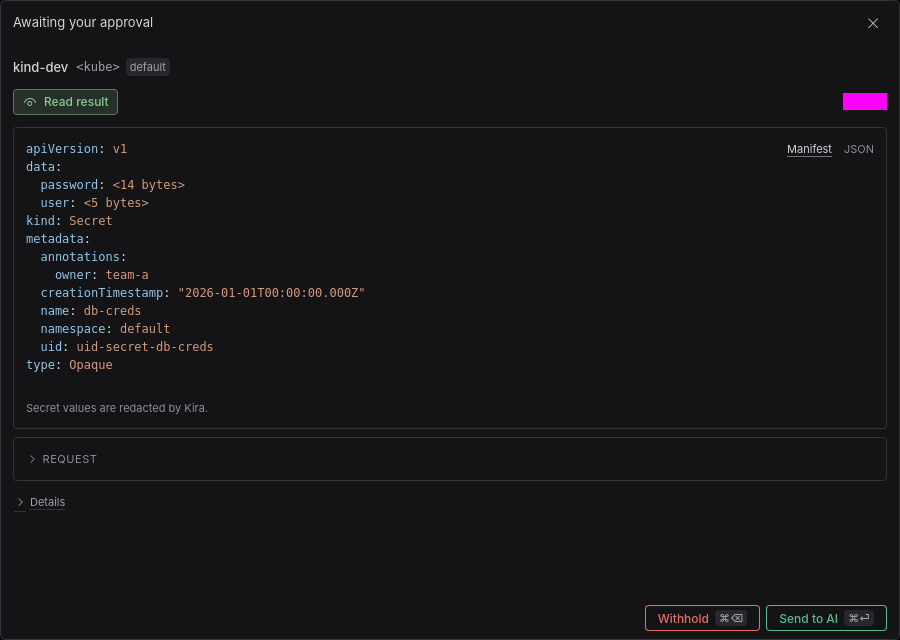 Awaiting your approval
kind-dev <kube> default
Read result
Manifest JSON
apiVersion: v1
data:
  password: <14 bytes>
  user: <5 bytes>
kind: Secret
metadata:
  annotations:
    owner: team-a
  creationTimestamp: "2026-01-01T00:00:00.000Z"
  name: db-creds
  namespace: default
  uid: uid-secret-db-creds
type: Opaque
Secret values are redacted by Kira.
REQUEST
Details
Withhold ⌘⌫ Send to AI ⌘⏎